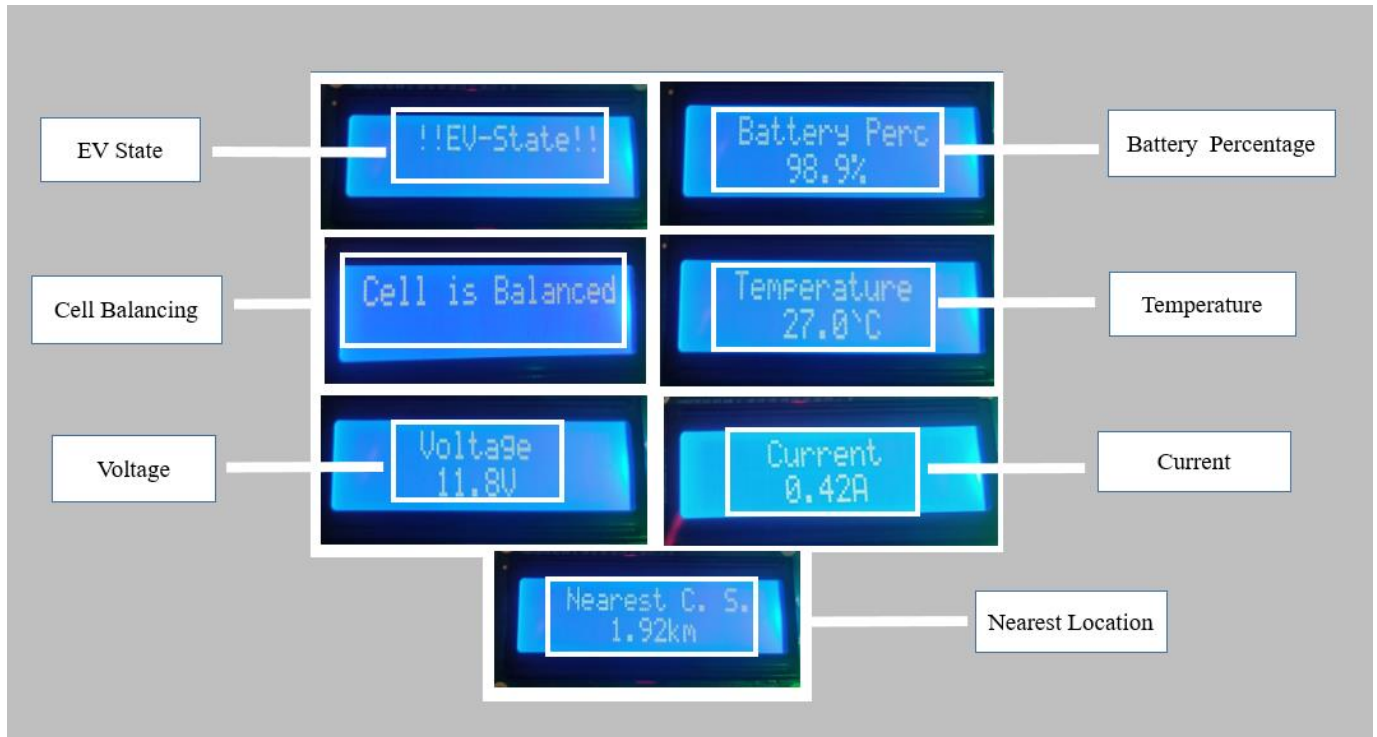 EV State
!!EV-State!!
Battery Perc
98.9%
Battery Percentage
Cell Balancing
Cell is Balanced
Temperature
27.0`C
Temperature
Voltage
Voltage
11.8V
Current
0.42A
Current
Nearest C. S.
1.92km
Nearest Location